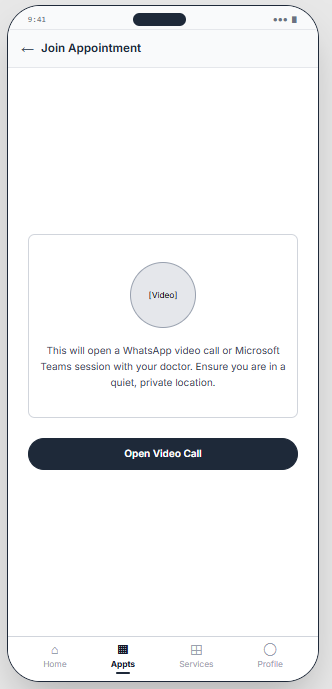 9:41
← Join Appointment
[Video]
This will open a WhatsApp video call or Microsoft
Teams session with your doctor. Ensure you are in a
quiet, private location.
Open Video Call
Home Appts Services Profile